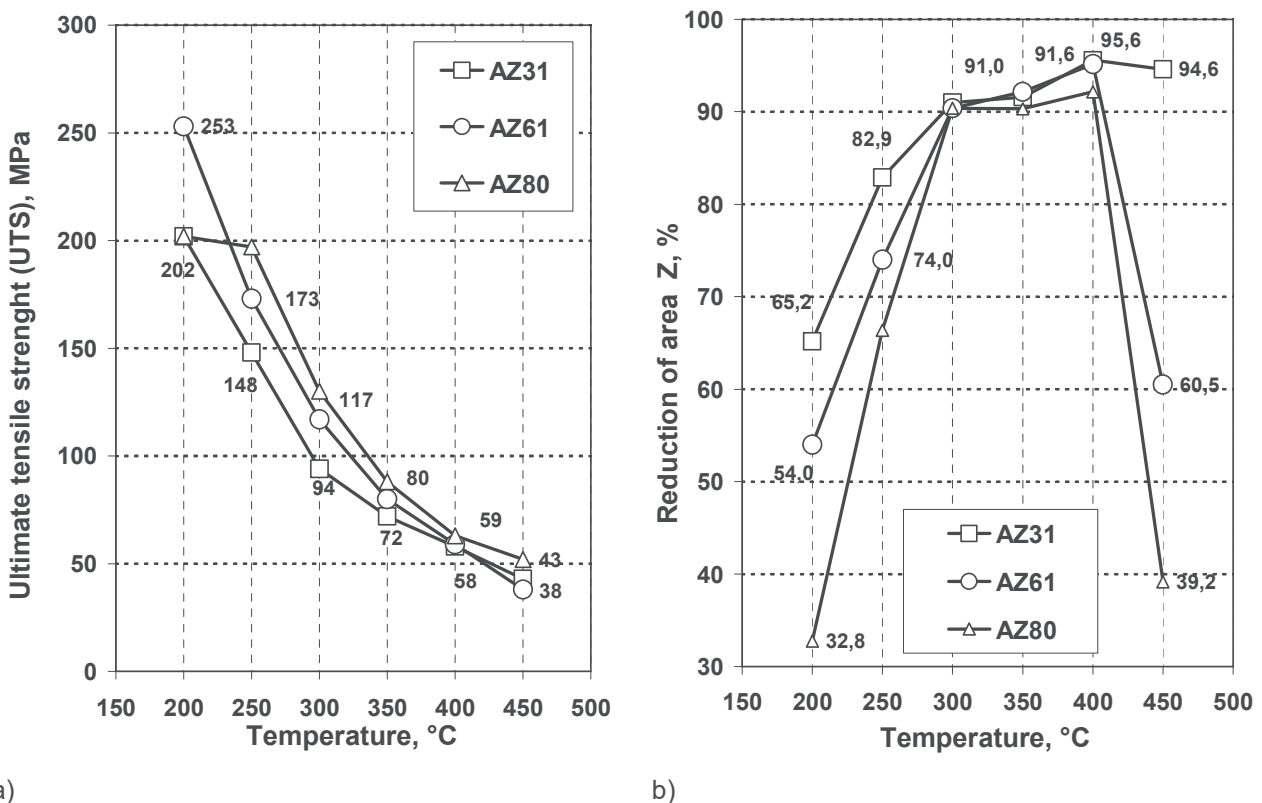 300
250
200
150
100
50
0
Ultimate tensile strenght (UTS), MPa
AZ31
AZ61
AZ80
253
202
173
148
117
94
80
72
59
58
43
38
150 200 250 300 350 400 450 500
Temperature, °C
a)
100
90
80
70
60
50
40
30
Reduction of area Z, %
95,6
91,6
91,0
94,6
82,9
74,0
65,2
60,5
54,0
39,2
32,8
AZ31
AZ61
AZ80
150 200 250 300 350 400 450 500
Temperature, °C
b)